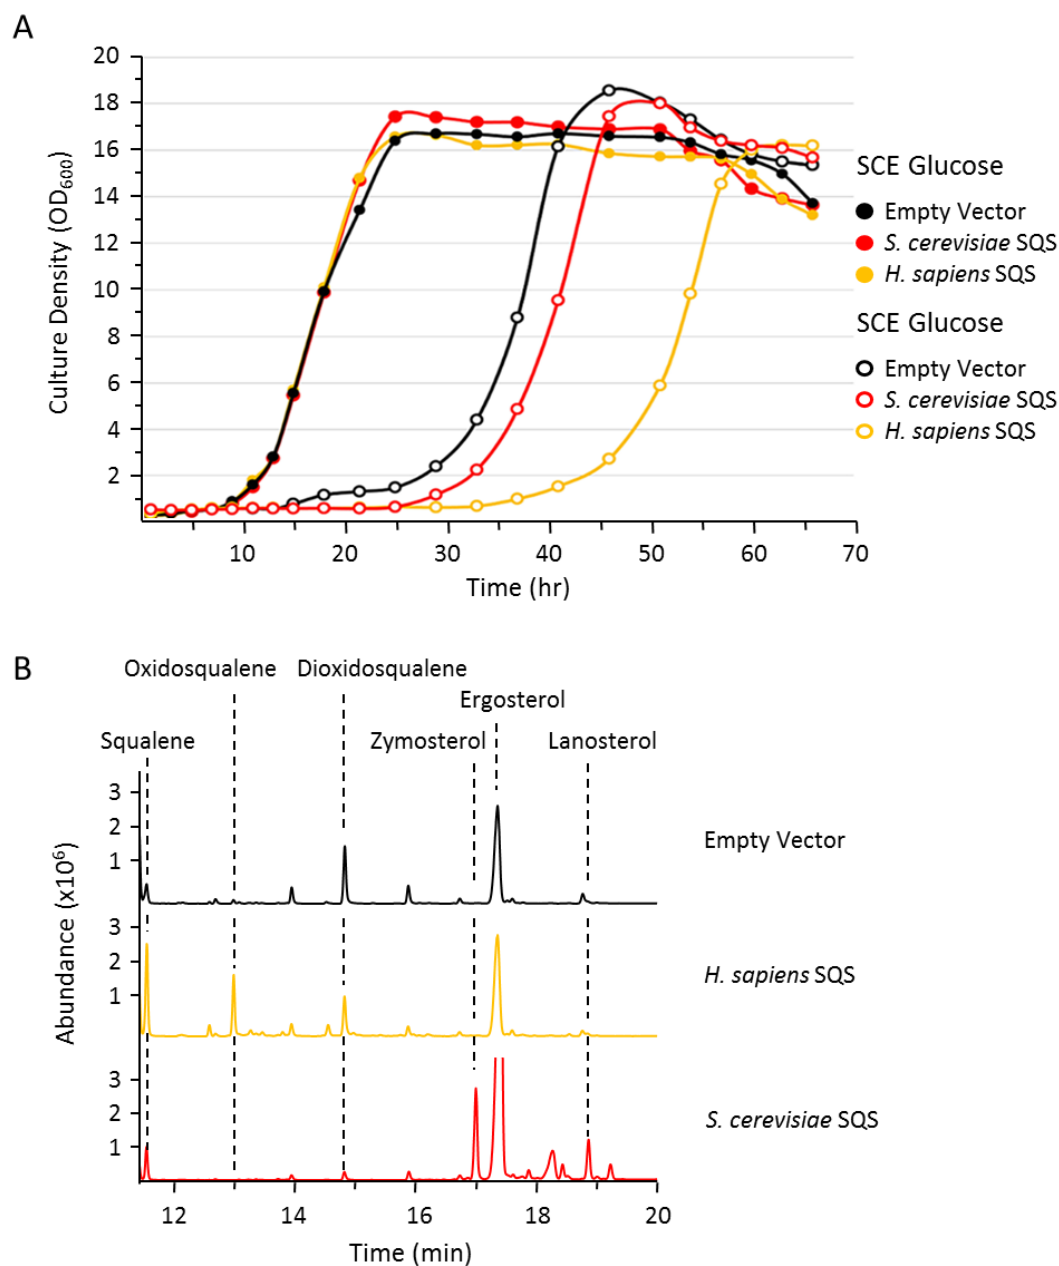 A
20
18
16
14
12
10
8
6
4
2
Culture Density (OD600)
10 20 30 40 50 60 70
Time (hr)
SCE Glucose
Empty Vector
S. cerevisiae SQS
H. sapiens SQS
SCE Glucose
Empty Vector
S. cerevisiae SQS
H. sapiens SQS
B
Oxidosqualene Dioxidosqualene
Ergosterol
Squalene Zymosterol Lanosterol
3
2
1
Empty Vector
3
2
1
H. sapiens SQS
3
2
1
S. cerevisiae SQS
Abundance (x10⁶)
12 14 16 18 20
Time (min)